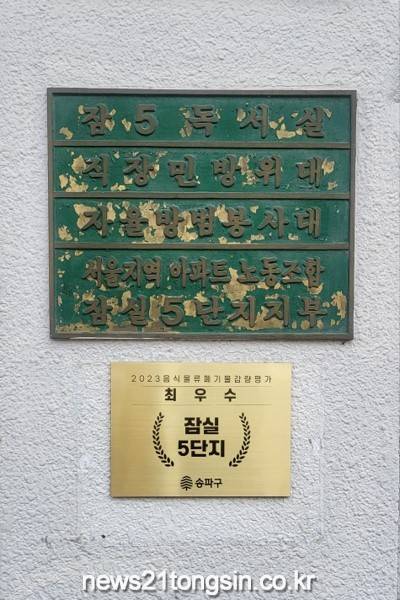 잠5독서실
직장민방위대
자율방범봉사대
서울지역 아파트 노동조합
잠실5단지지부
2023음식물류폐기물감량평가
최우수
잠실
5단지
송파구
news21tongsin.co.kr